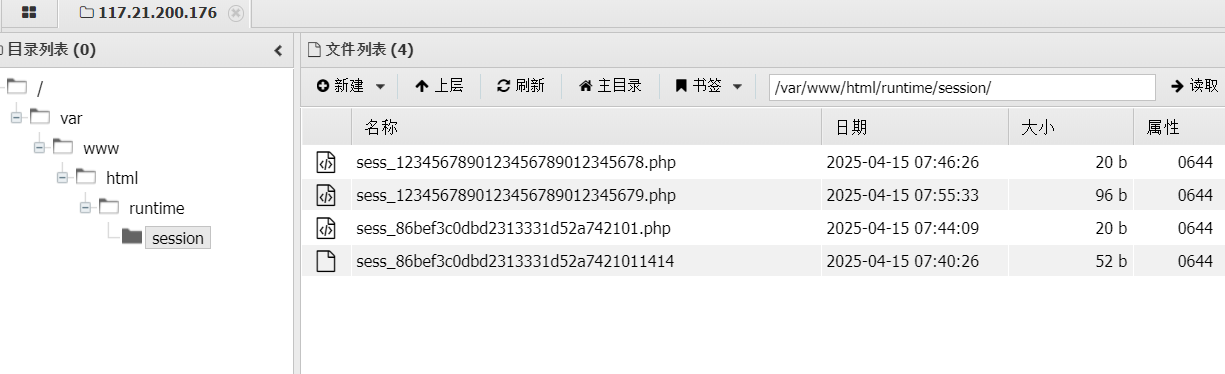 117.21.200.176
目录列表 (0)
文件列表 (4)
新建 上层 刷新 主目录 书签 /var/www/html/runtime/session/ 读取
/
var
www
html
runtime
session
名称 日期 大小 属性
sess_1234567890123456789012345678.php 2025-04-15 07:46:26 20 b 0644
sess_1234567890123456789012345679.php 2025-04-15 07:55:33 96 b 0644
sess_86bef3c0dbd2313331d52a742101.php 2025-04-15 07:44:09 20 b 0644
sess_86bef3c0dbd2313331d52a7421011414 2025-04-15 07:40:26 52 b 0644